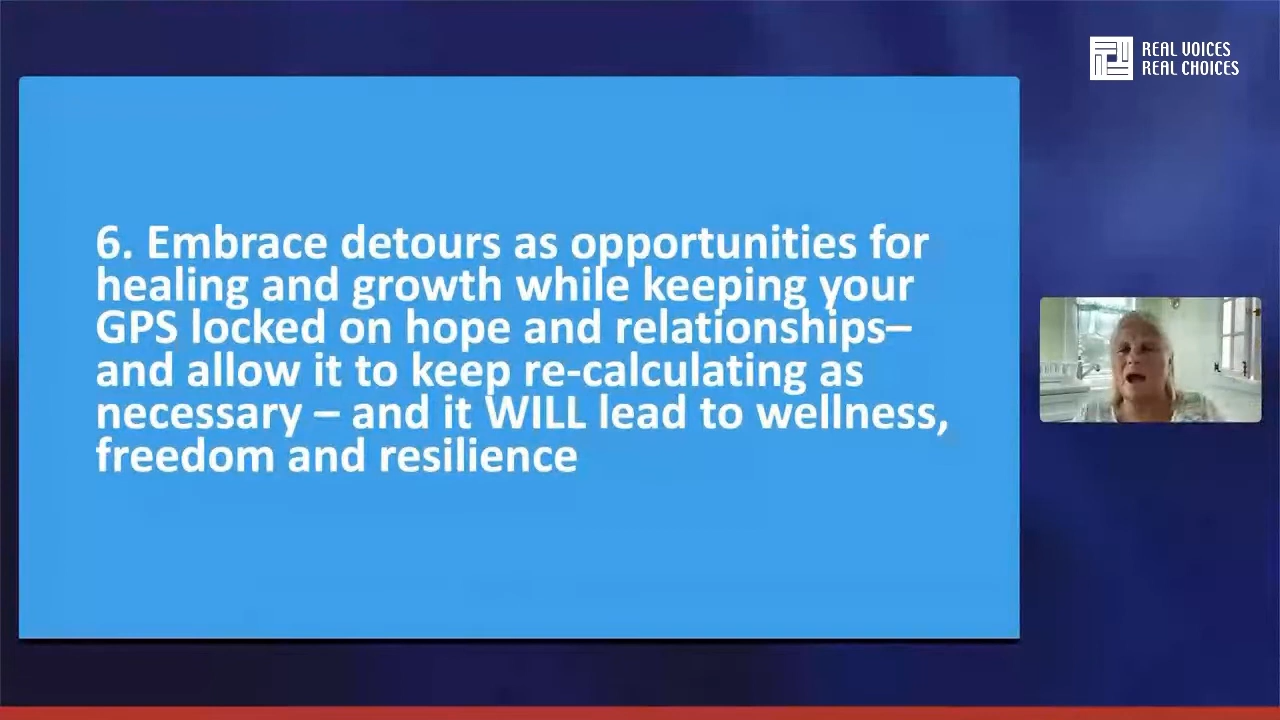 REAL VOICES
REAL CHOICES
6. Embrace detours as opportunities for
healing and growth while keeping your
GPS locked on hope and relationships–
and allow it to keep re-calculating as
necessary – and it WILL lead to wellness,
freedom and resilience